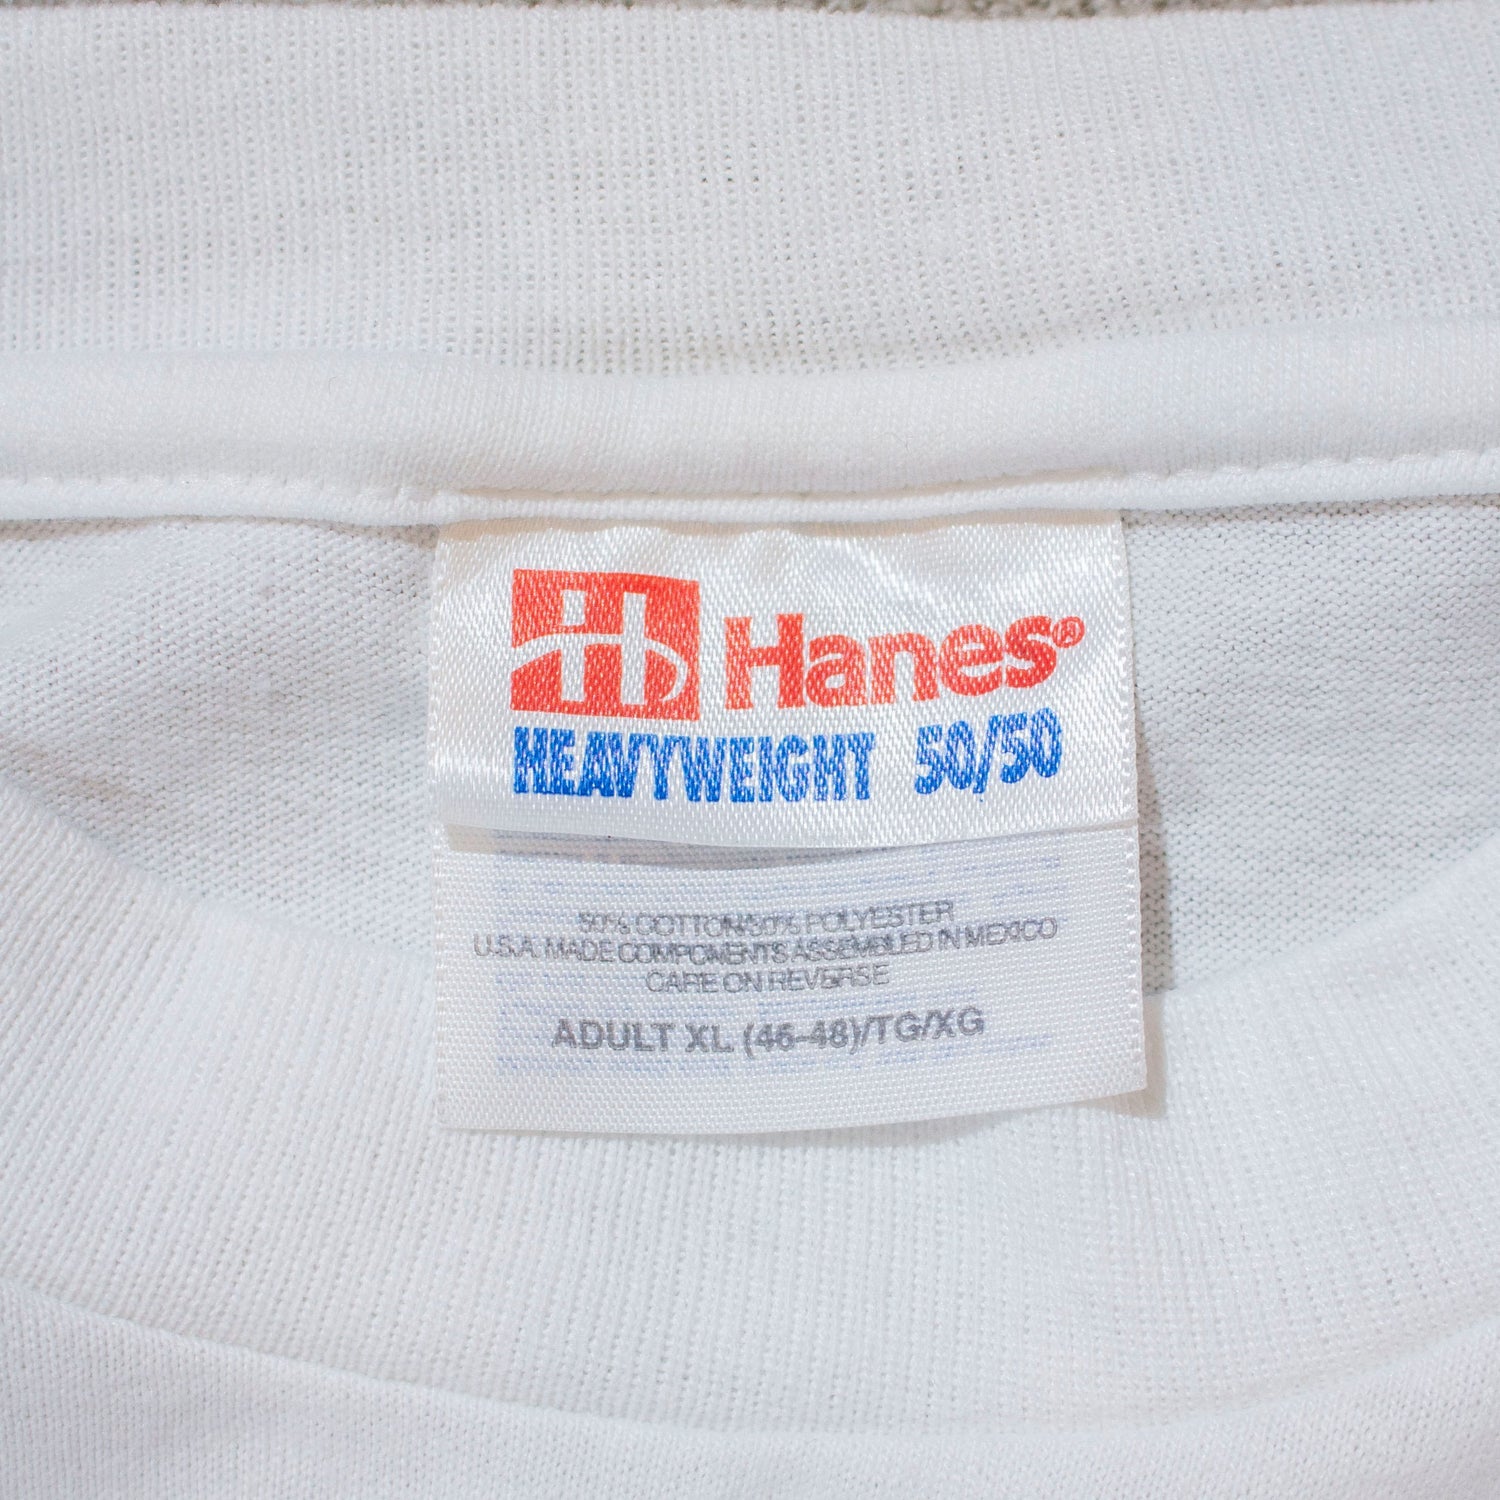 Hanes®
HEAVYWEIGHT 50/50
50% COTTON/50% POLYESTER
U.S.A. MADE COMPONENTS ASSEMBLED IN MEXICO
CARE ON REVERSE
ADULT XL (46-48)/TG/XG